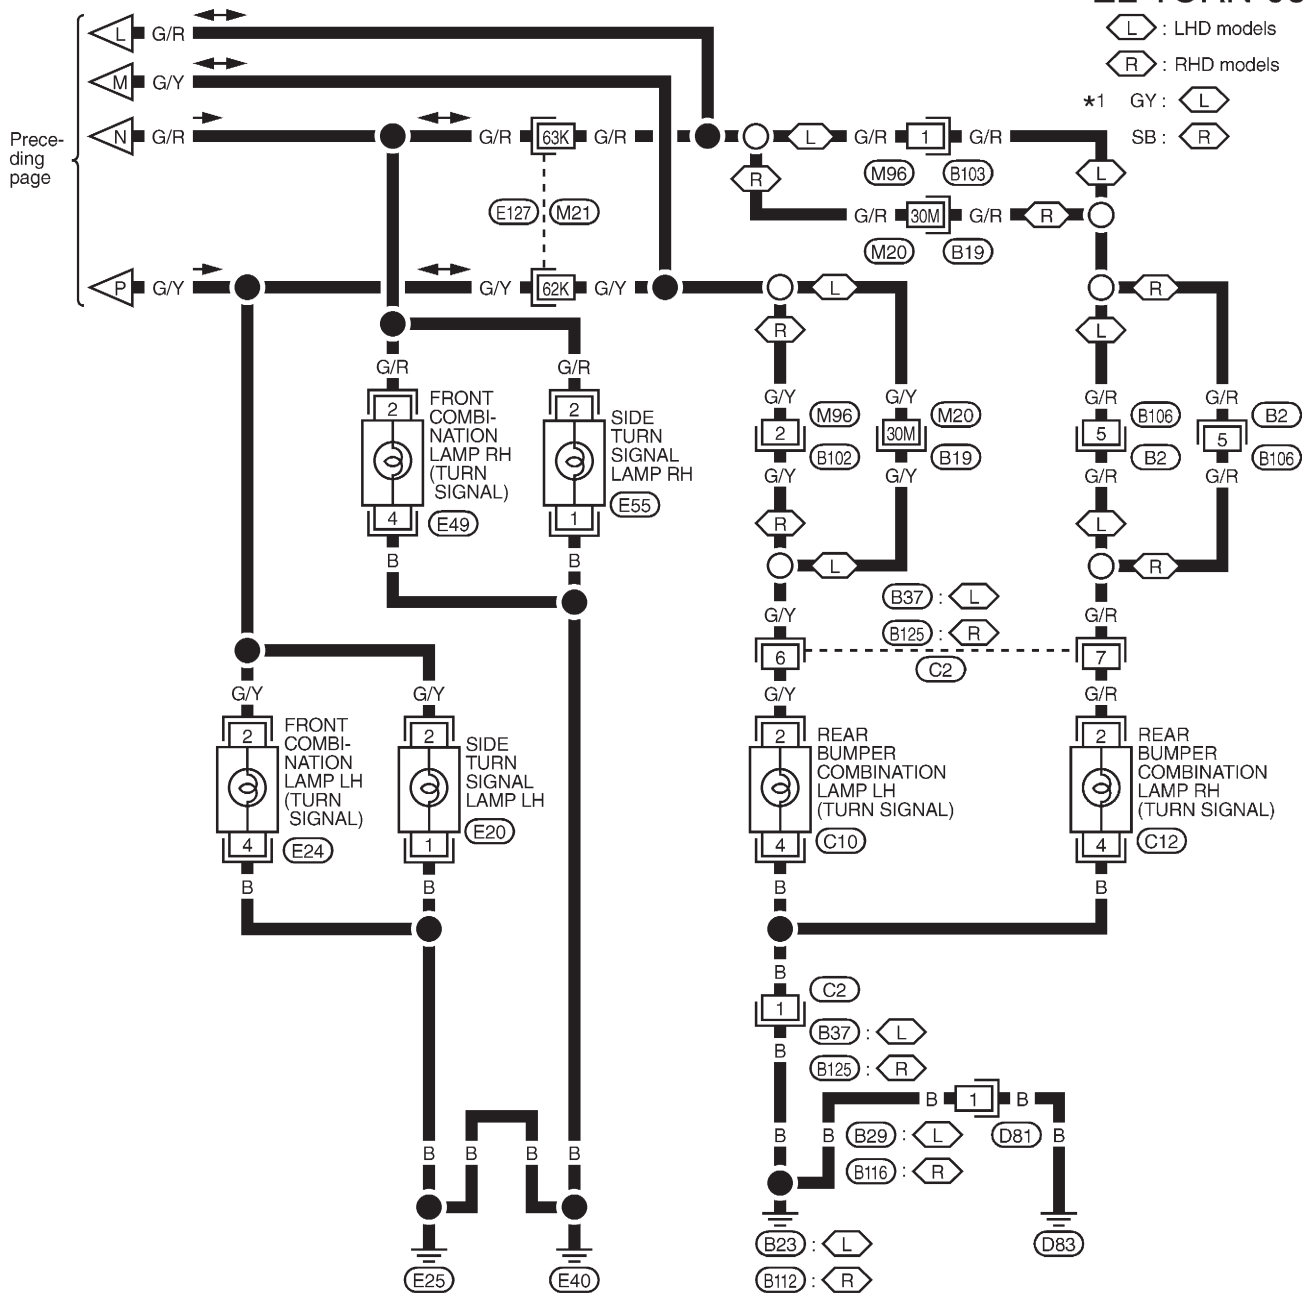 L G/R
: LHD models
L
M G/Y
: RHD models
R
*1 GY : L
SB : R
Prece-
ding
page
N G/R G/R 63K G/R L G/R 1 G/R
M96 B103
R L
E127 M21
G/R 30M G/R R
M20 B19
P G/Y G/Y 62K G/Y L R
R L
G/R G/R
2 FRONT
COMBI-
NATION
LAMP RH
(TURN
SIGNAL)
4 E49
2 SIDE
TURN
SIGNAL
LAMP RH
1 E55
B B
G/Y G/Y G/R G/R
2 M96
B102
30M M20
B19
5 B106
B2
5 B2
B106
G/Y G/Y G/R G/R
R L
L R
B37 : L
B125 : R
G/Y G/R
6 7
C2
G/Y G/Y G/Y G/R
2 FRONT
COMBI-
NATION
LAMP LH
(TURN
SIGNAL)
4 E24
2 SIDE
TURN
SIGNAL
LAMP LH
1 E20
2 REAR
BUMPER
COMBINATION
LAMP LH
(TURN SIGNAL)
4 C10
2 REAR
BUMPER
COMBINATION
LAMP RH
(TURN SIGNAL)
4 C12
B B B B
B
1 C2
B37 : L
B125 : R
B
B 1 B
B29 : L
D81
B116 : R
B B B B B B B
B23 : L
B112 : R
D83
E25 E40